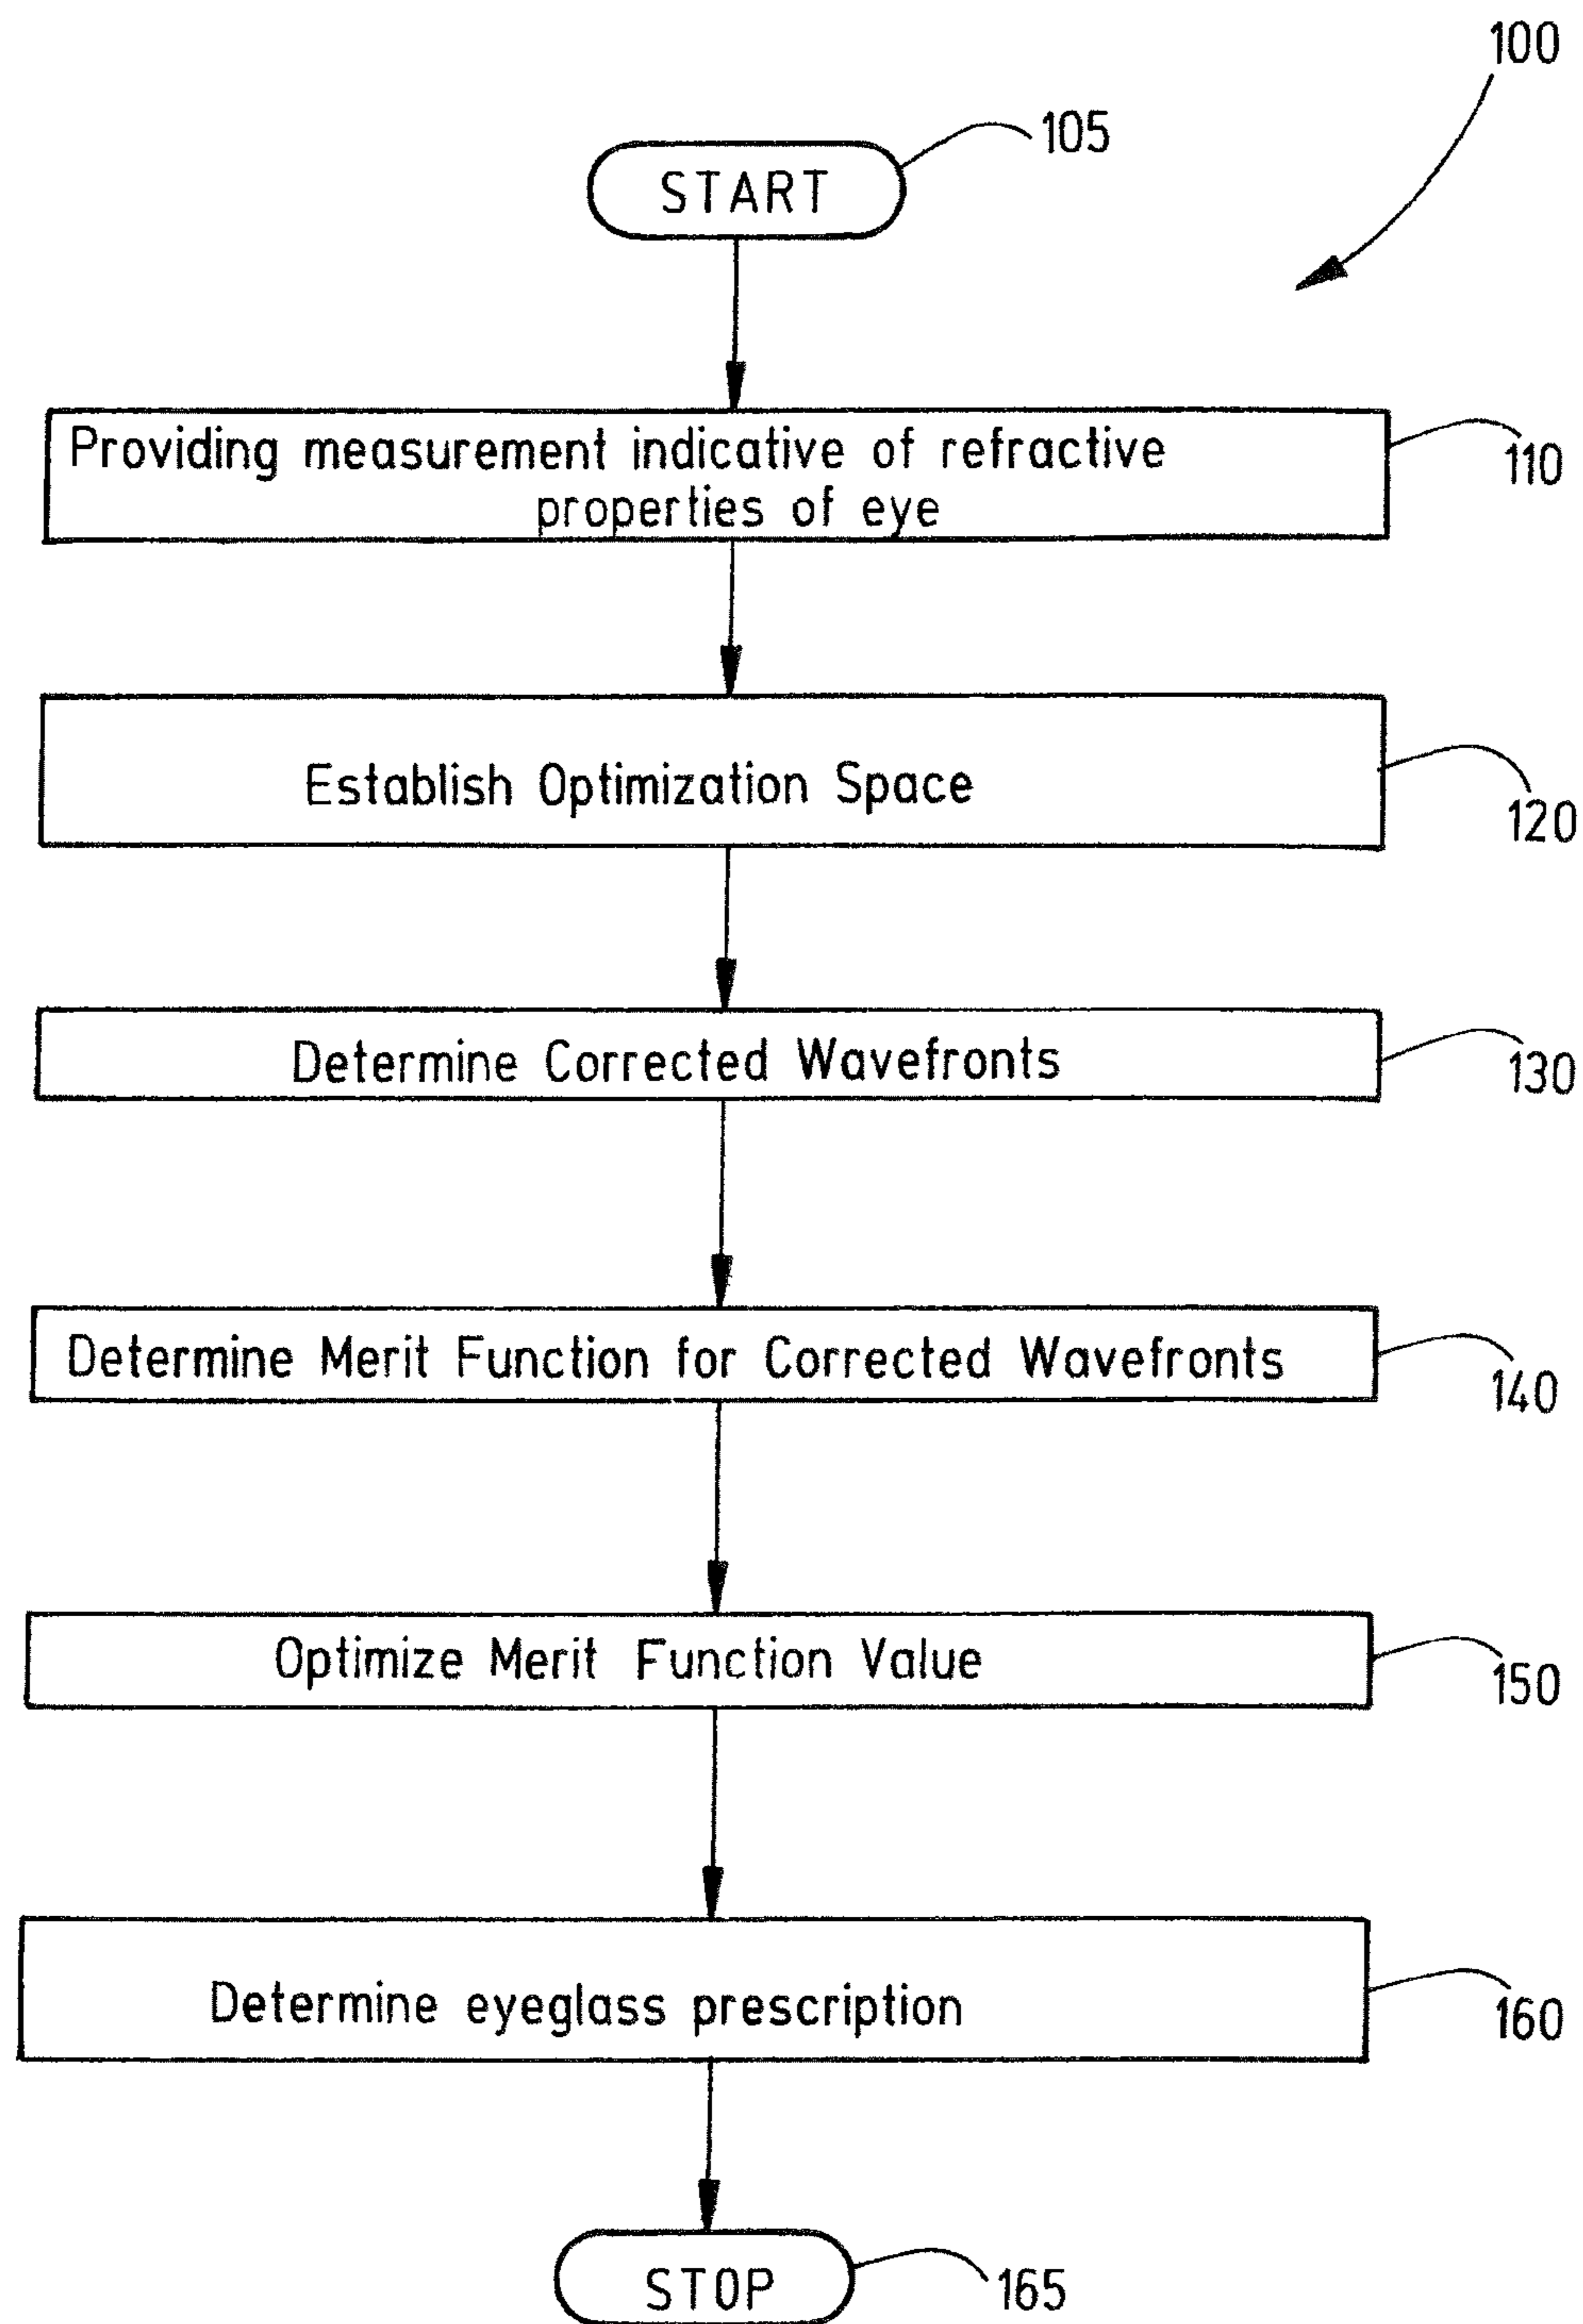 100
START
105
Providing measurement indicative of refractive
properties of eye
110
Establish Optimization Space
120
Determine Corrected Wavefronts
130
Determine Merit Function for Corrected Wavefronts
140
Optimize Merit Function Value
150
Determine eyeglass prescription
160
STOP
165